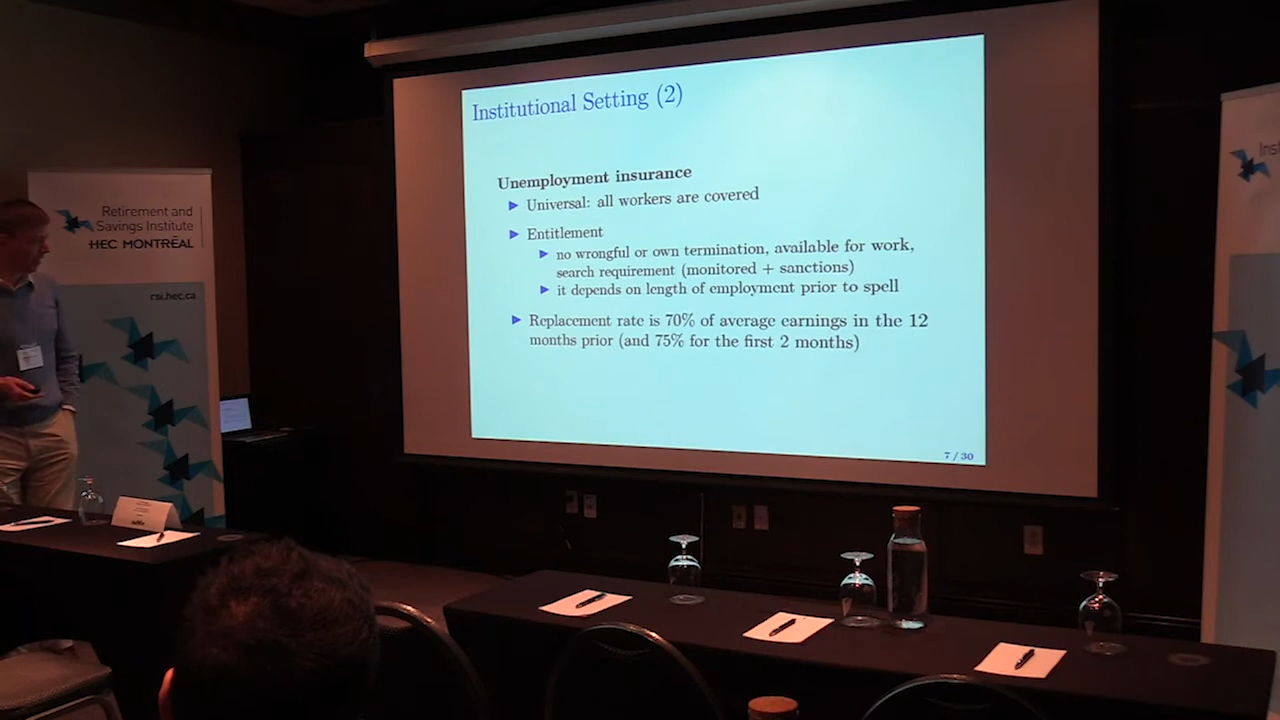 Institutional Setting (2)
Unemployment insurance
Universal: all workers are covered
Entitlement
no wrongful or own termination, available for work,
search requirement (monitored + sanctions)
it depends on length of employment prior to spell
Replacement rate is 70% of average earnings in the 12
months prior (and 75% for the first 2 months)
7 / 30
Retirement and
Savings Institute
HEC MONTRÉAL
rsi.hec.ca